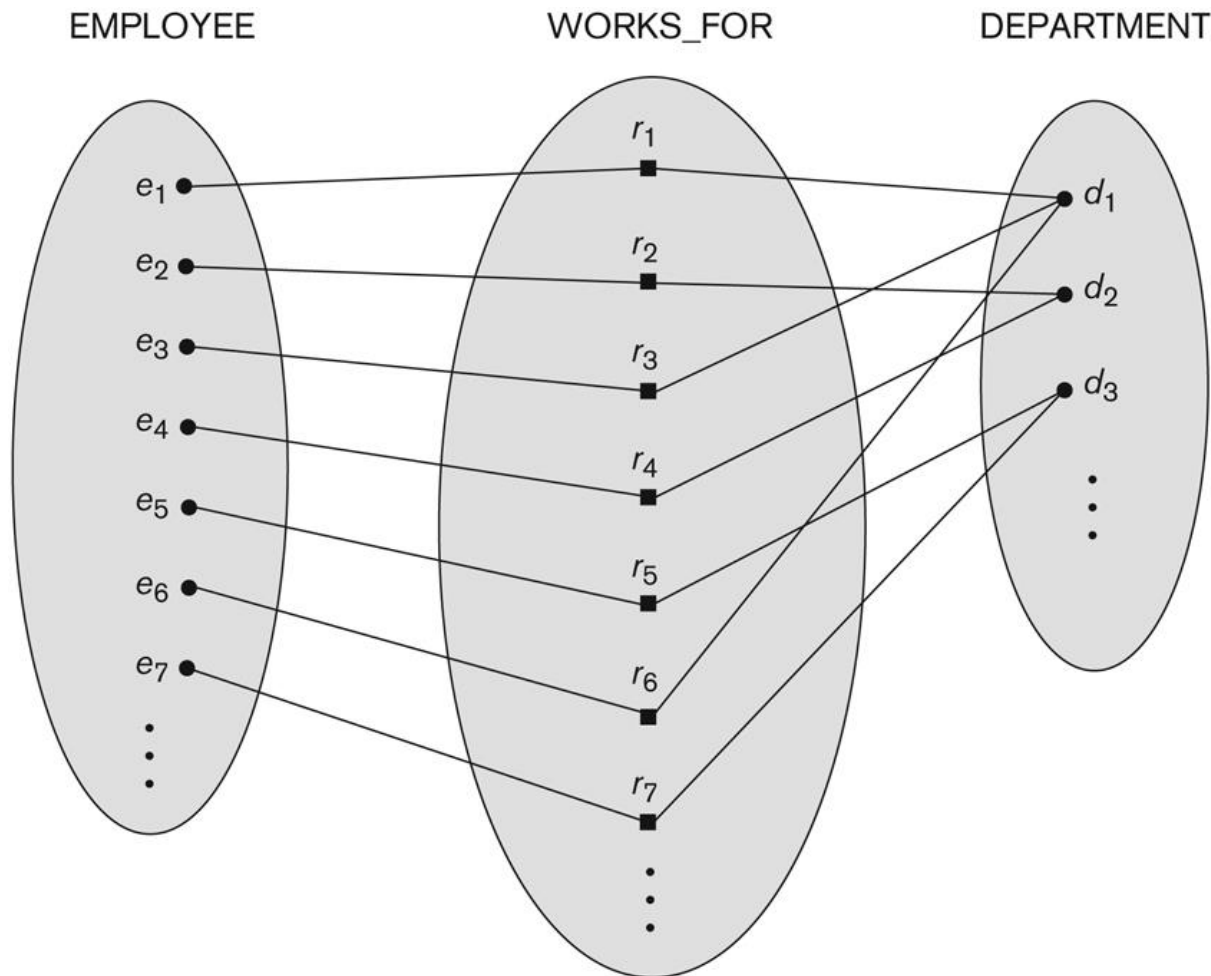 EMPLOYEE WORKS_FOR DEPARTMENT
r₁
e₁ d₁
r₂
e₂ d₂
e₃ r₃
d₃
e₄ r₄
e₅
r₅
e₆
e₇ r₆
r₇